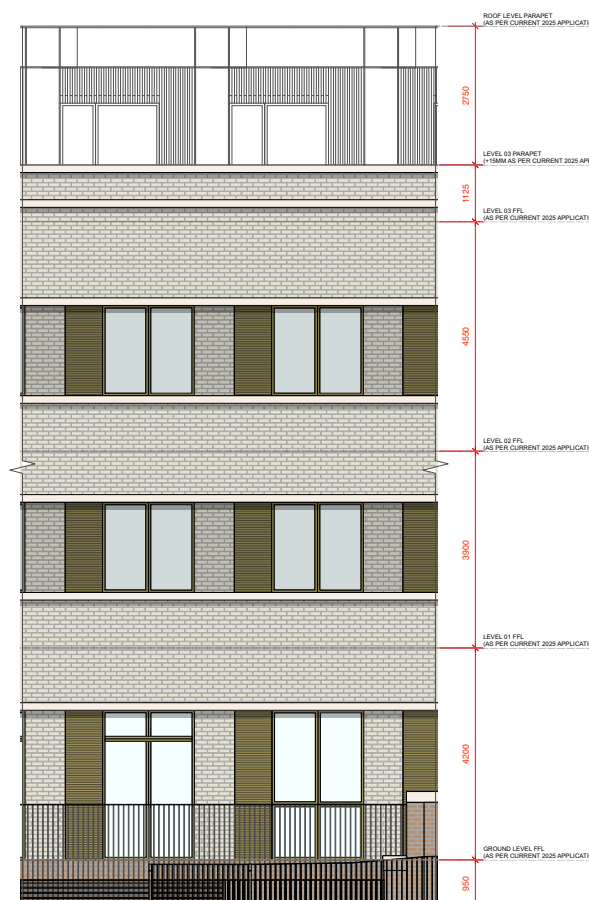 ROOF LEVEL PARAPET
(AS PER CURRENT 2025 APPLICATI
2750
LEVEL 03 PARAPET
(+15MM AS PER CURRENT 2025 AP
1125
LEVEL 03 FFL
(AS PER CURRENT 2025 APPLICATI
4550
LEVEL 02 FFL
(AS PER CURRENT 2025 APPLICATI
3900
LEVEL 01 FFL
(AS PER CURRENT 2025 APPLICATI
4200
GROUND LEVEL FFL
(AS PER CURRENT 2025 APPLICATI
950